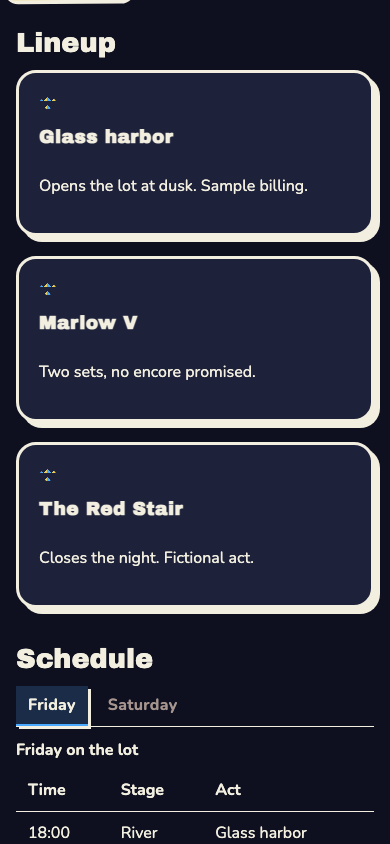 Lineup
Glass harbor
Opens the lot at dusk. Sample billing.
Marlow V
Two sets, no encore promised.
The Red Stair
Closes the night. Fictional act.
Schedule
Friday Saturday
Friday on the lot
Time Stage Act
18:00 River Glass harbor